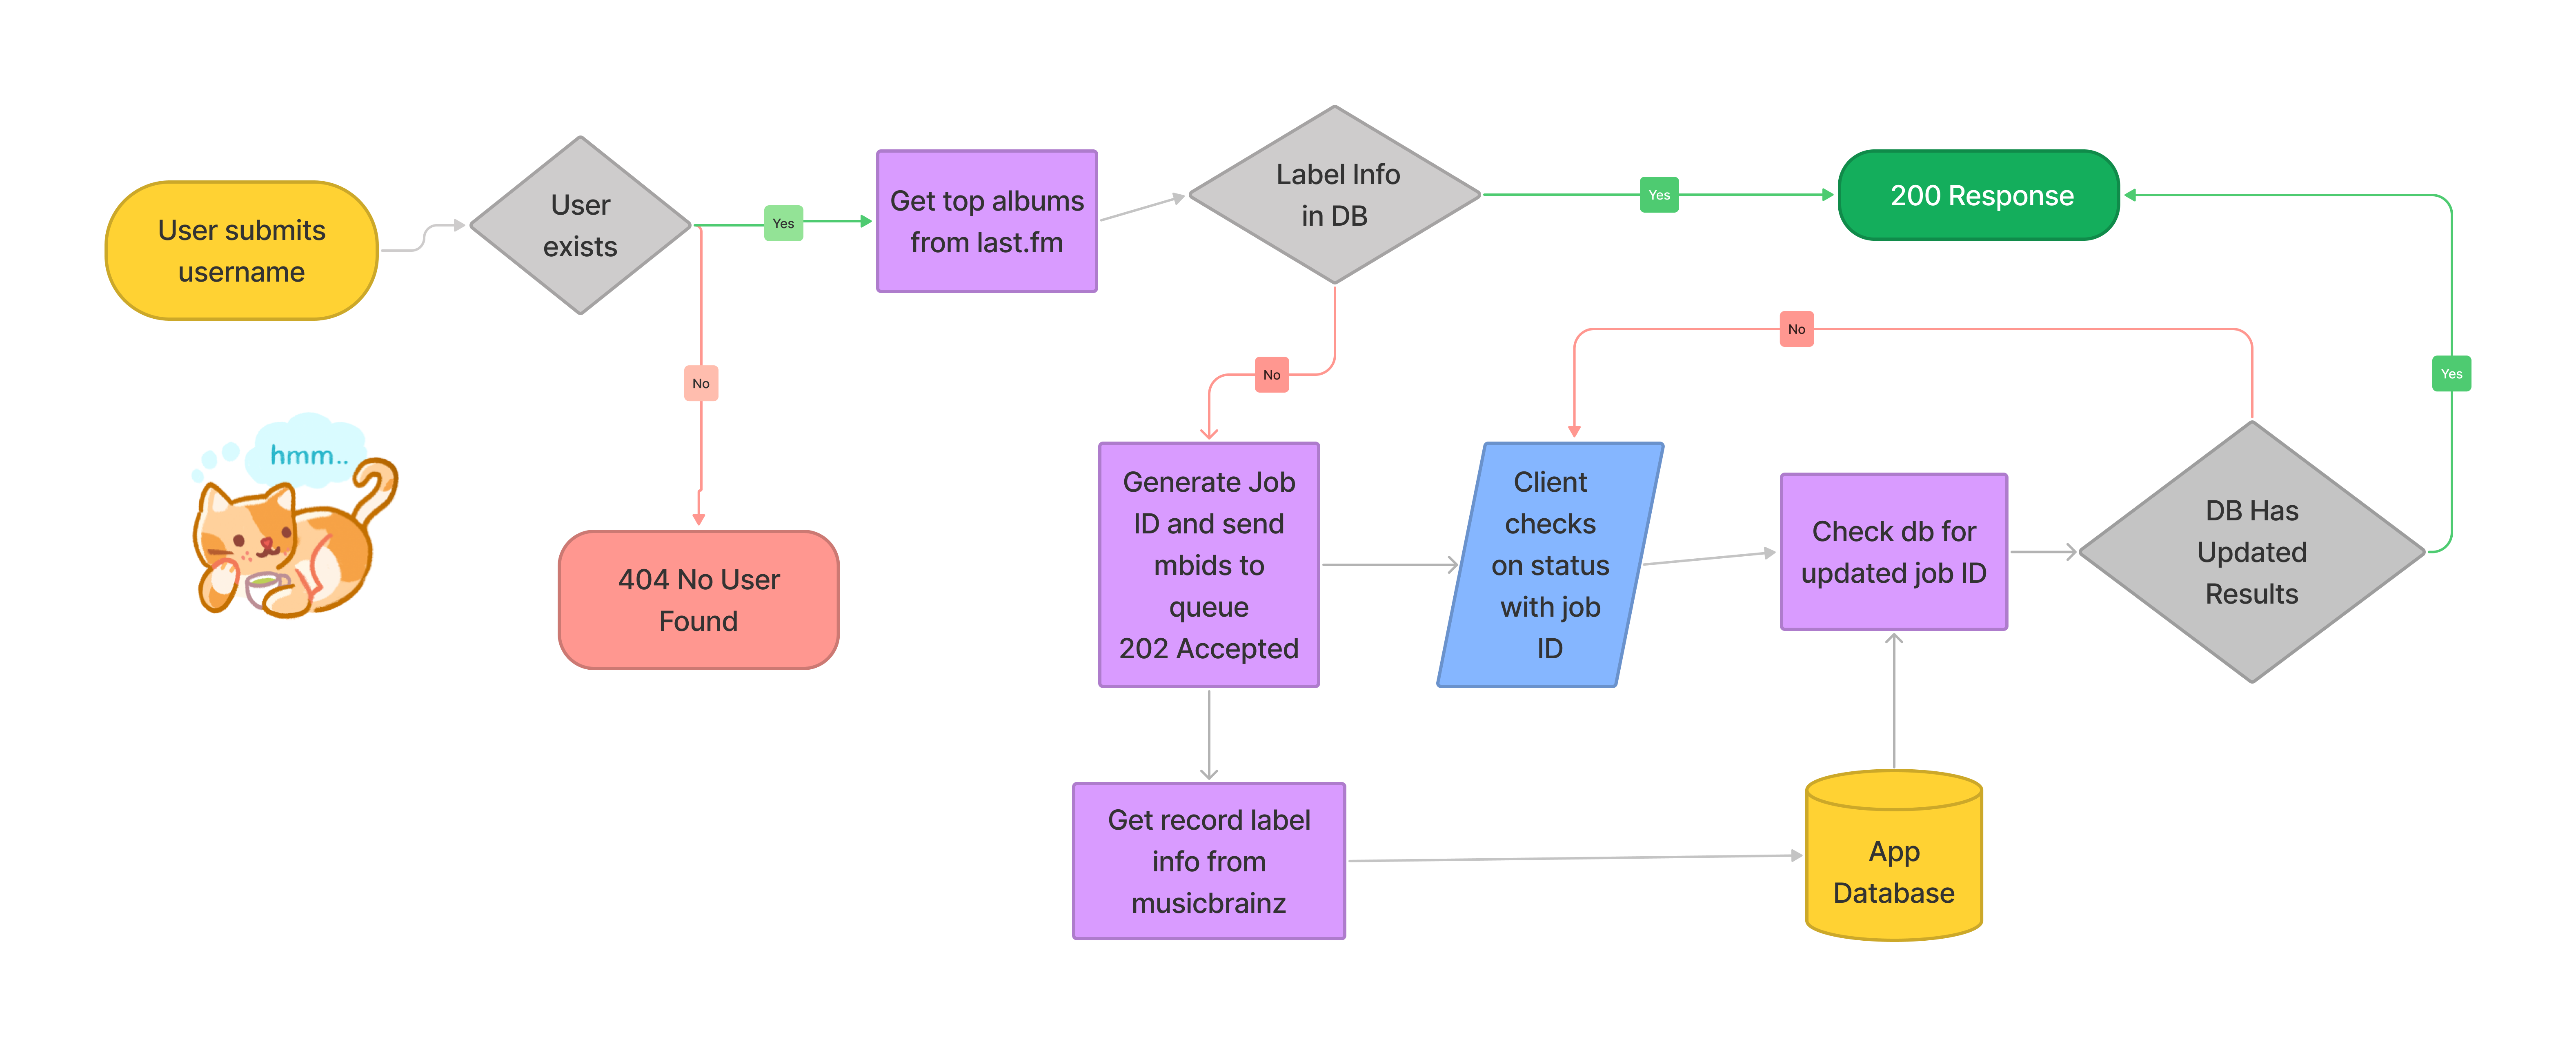 User submits
username
User
exists
Yes
No
404 No User
Found
Get top albums
from last.fm
Label Info
in DB
Yes
200 Response
No
Generate Job
ID and send
mbids to
queue
202 Accepted
Client
checks
on status
with job
ID
Check db for
updated job ID
DB Has
Updated
Results
No
Yes
Get record label
info from
musicbrainz
App
Database
hmm..